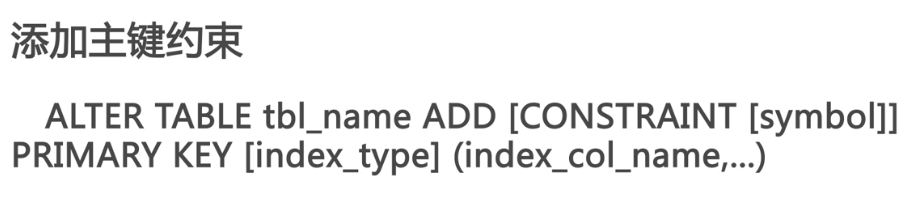 添加主键约束
ALTER TABLE tbl_name ADD [CONSTRAINT [symbol]]
PRIMARY KEY [index_type] (index_col_name,...)